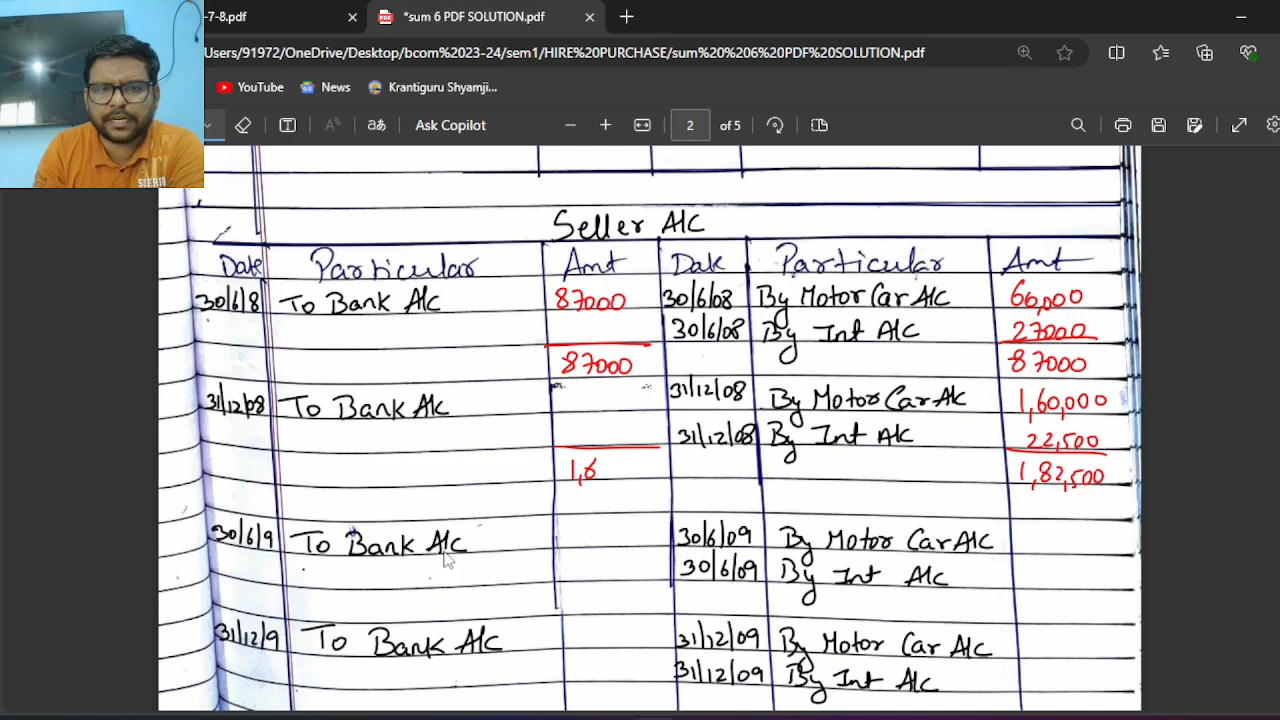 -7-8.pdf
*sum 6 PDF SOLUTION.pdf
Users/91972/OneDrive/Desktop/bcom%2023-24/sem1/HIRE%20PURCHASE/sum%20%206%20PDF%20SOLUTION.pdf
YouTube News Krantiguru Shyamji...
Ask Copilot 2 of 5
Seller A/C
Date Particular Amt Date Particular Amt
30/6/8 To Bank A/c 87000 30/6/08 By Motor Car A/c 60,000
30/6/08 By Int A/c 27000
87000 87000
31/12/08 To Bank A/c 31/12/08 By Motor Car A/c 1,60,000
31/12/08 By Int A/c 22,500
1,6 1,82,500
30/6/9 To Bank A/c 30/6/09 By Motor Car A/c
30/6/09 By Int A/c
31/12/9 To Bank A/c 31/12/09 By Motor Car A/c
31/12/09 By Int A/c